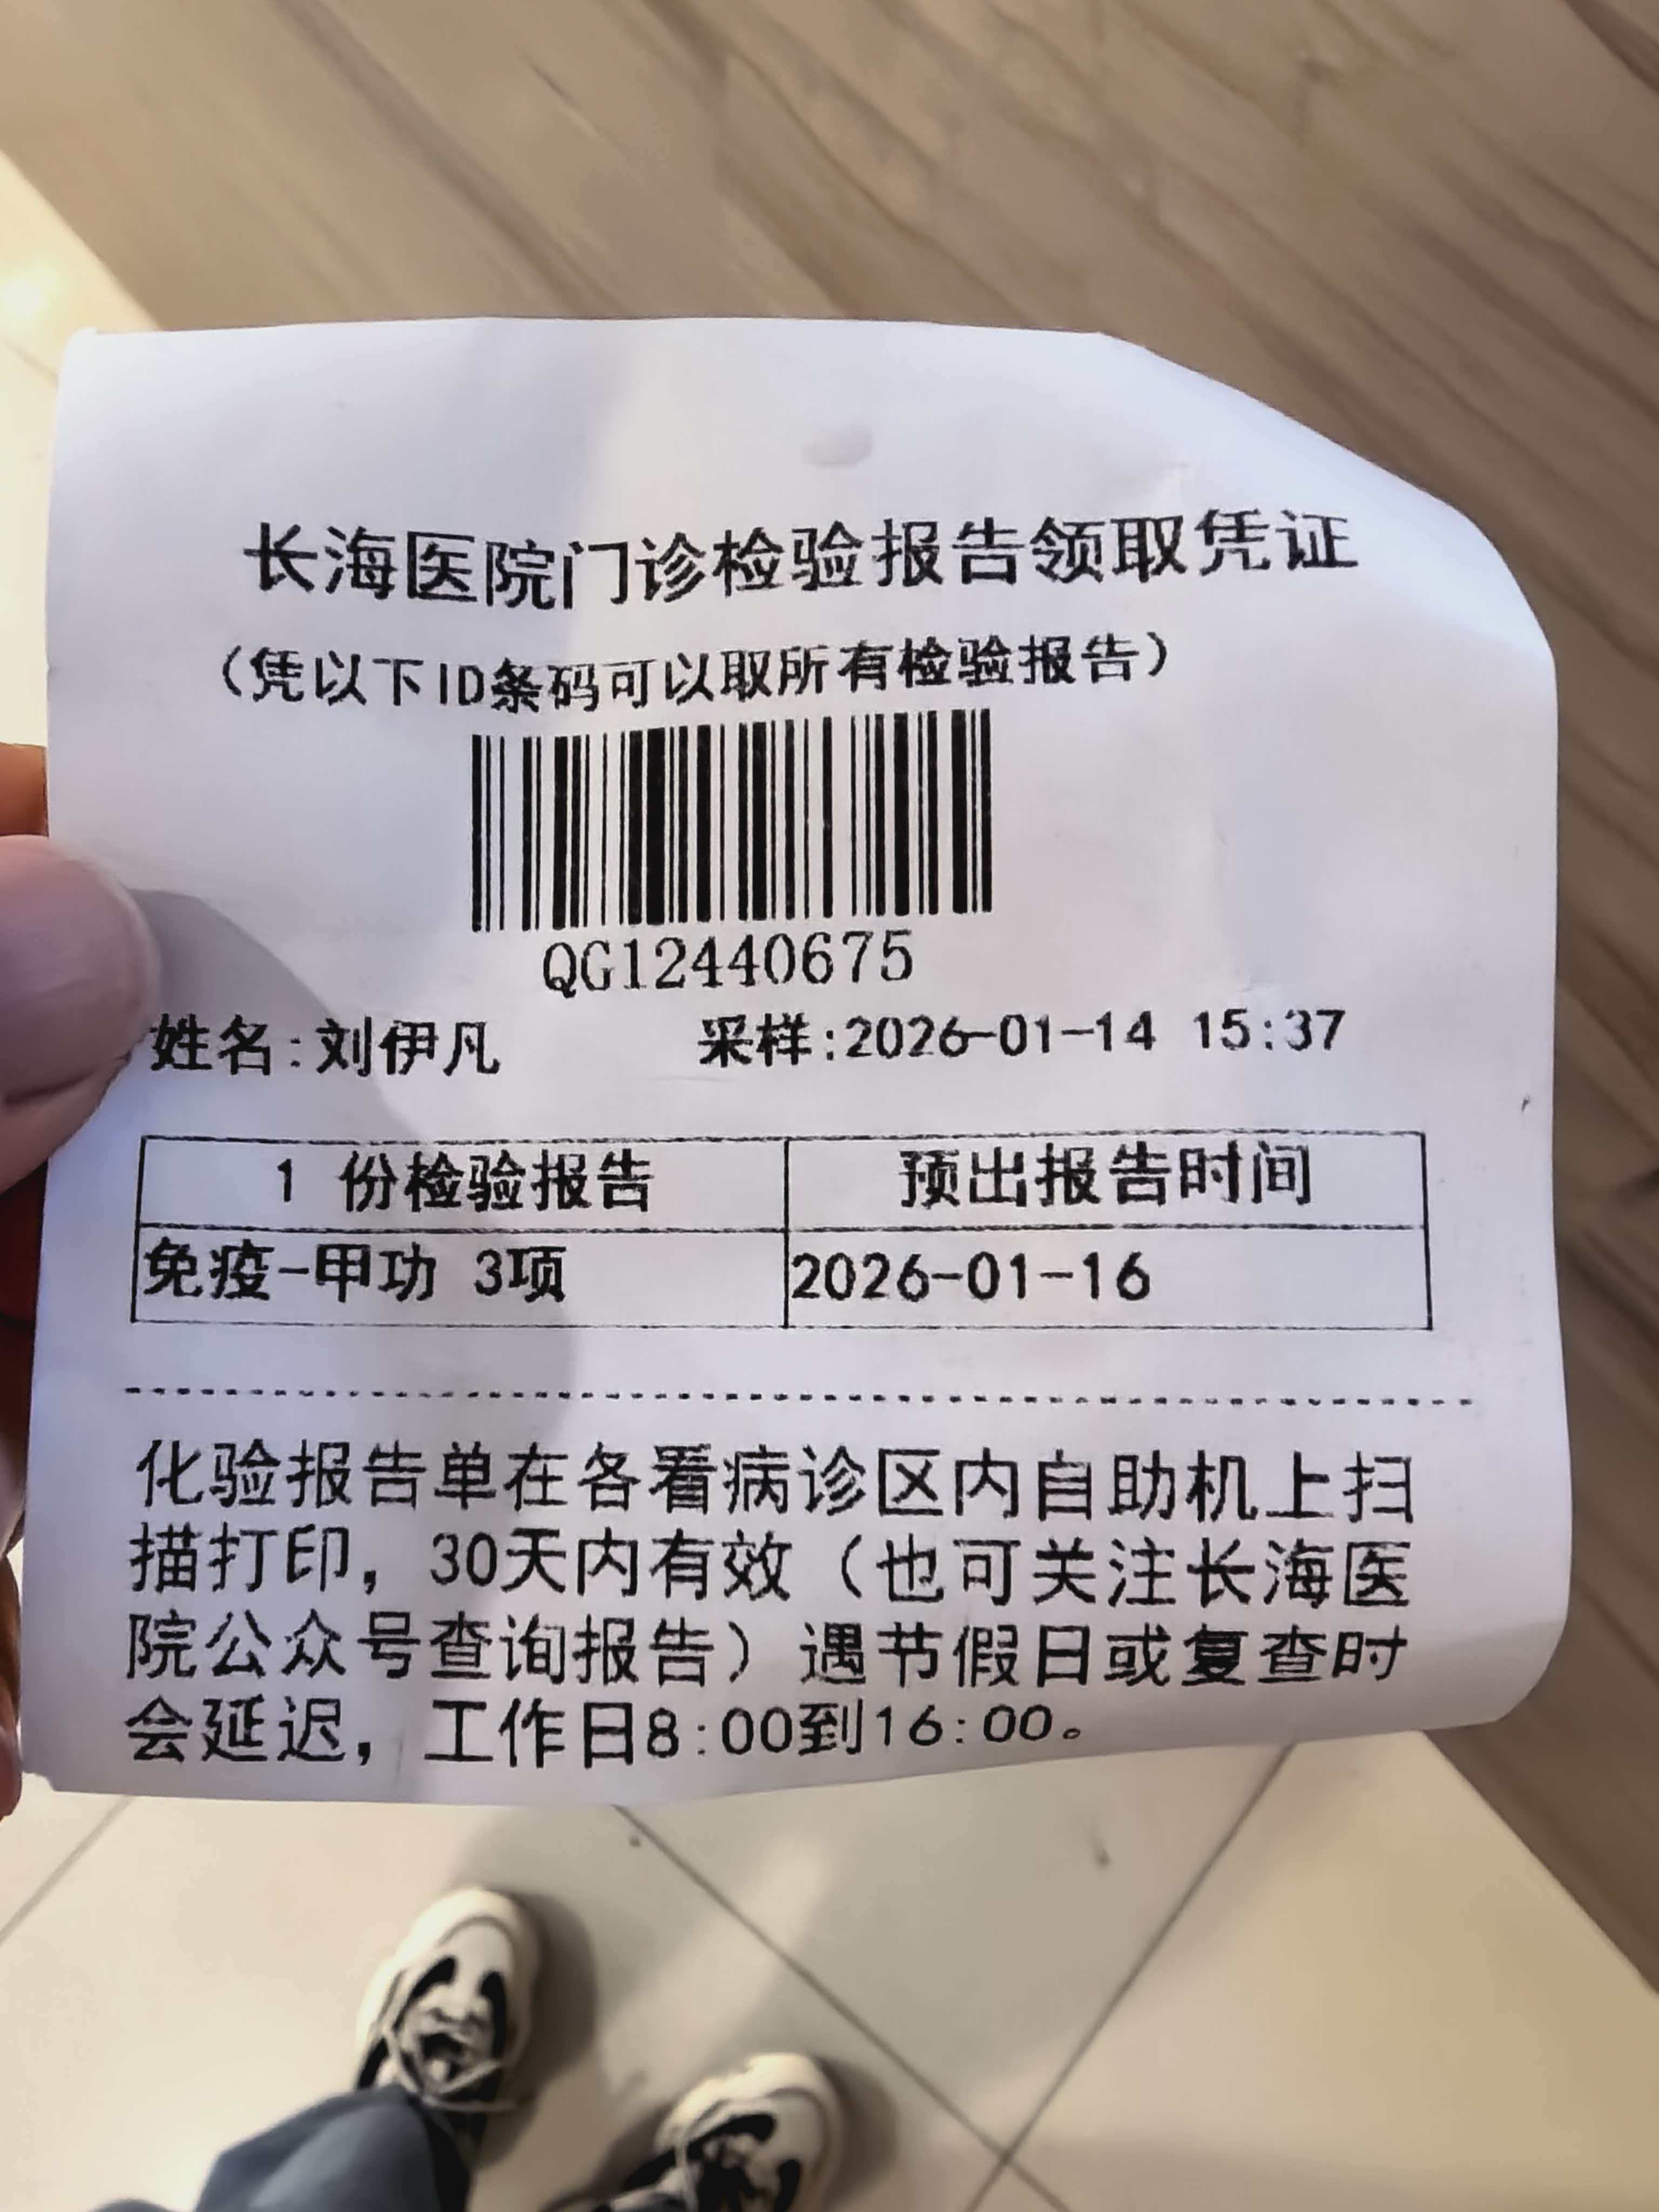 长海医院门诊检验报告领取凭证
（凭以下ID条码可以取所有检验报告）
QG12440675
姓名:刘伊凡 采样:2026-01-14 15:37
1 份检验报告 预出报告时间
免疫-甲功 3项 2026-01-16
化验报告单在各看病诊区内自助机上扫
描打印，30天内有效（也可关注长海医
院公众号查询报告）遇节假日或复查时
会延迟，工作日8:00到16:00。